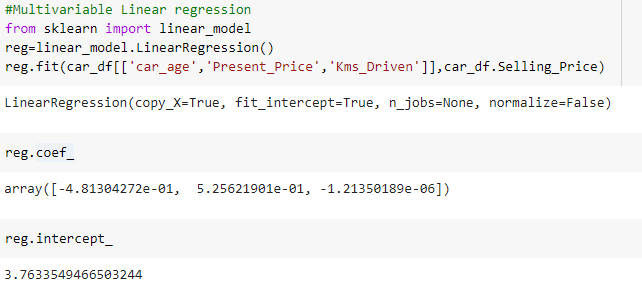 #Multivariable Linear regression
from sklearn import linear_model
reg=linear_model.LinearRegression()
reg.fit(car_df[['car_age','Present_Price','Kms_Driven']],car_df.Selling_Price)
LinearRegression(copy_X=True, fit_intercept=True, n_jobs=None, normalize=False)
reg.coef_
array([-4.81304272e-01,  5.25621901e-01, -1.21350189e-06])
reg.intercept_
3.7633549466503244